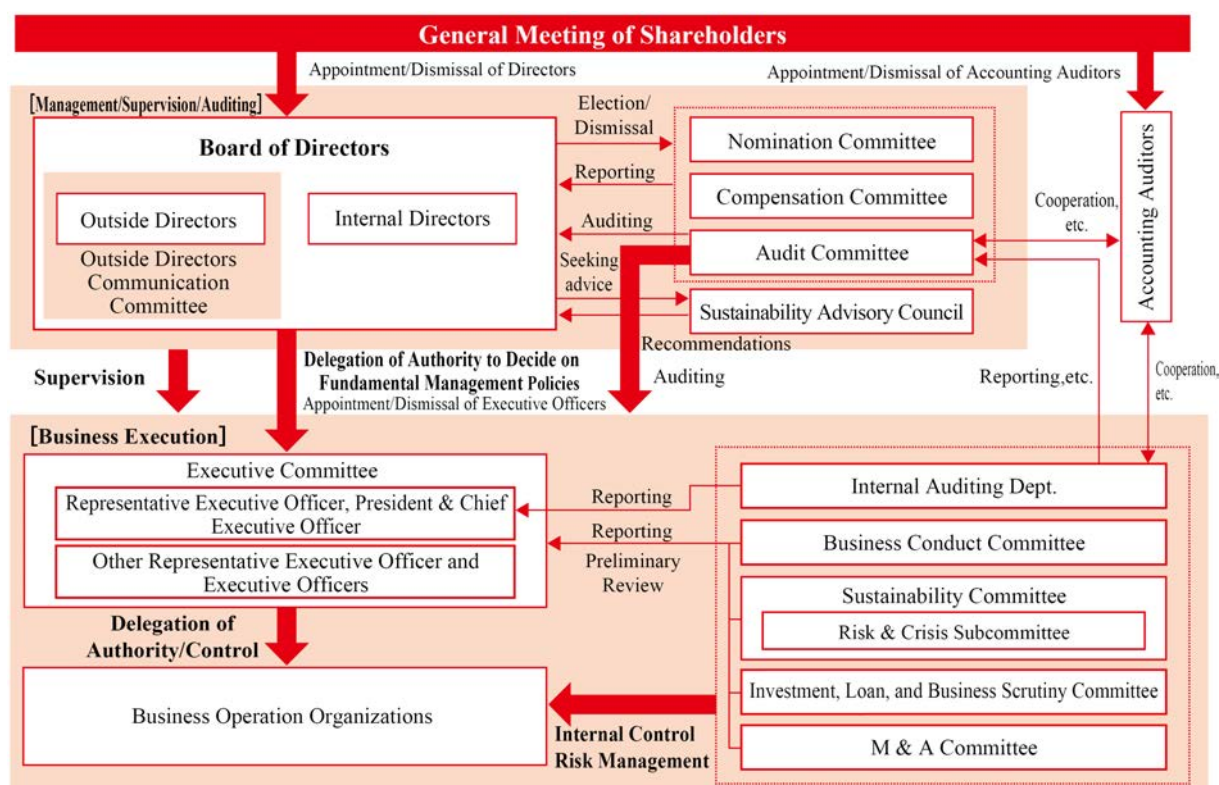 General Meeting of Shareholders
Appointment/Dismissal of Directors
Appointment/Dismissal of Accounting Auditors
[Management/Supervision/Auditing]
Board of Directors
Outside Directors
Internal Directors
Outside Directors
Communication
Committee
Election/
Dismissal
Reporting
Auditing
Seeking
advice
Nomination Committee
Compensation Committee
Audit Committee
Sustainability Advisory Council
Recommendations
Cooperation,
etc.
Accounting Auditors
Supervision
Delegation of Authority to Decide on
Fundamental Management Policies
Appointment/Dismissal of Executive Officers
Auditing
Reporting,etc.
Cooperation,
etc.
[Business Execution]
Executive Committee
Representative Executive Officer, President & Chief
Executive Officer
Other Representative Executive Officer and
Executive Officers
Reporting
Reporting
Preliminary
Review
Internal Auditing Dept.
Business Conduct Committee
Sustainability Committee
Risk & Crisis Subcommittee
Investment, Loan, and Business Scrutiny Committee
M & A Committee
Delegation of
Authority/Control
Business Operation Organizations
Internal Control
Risk Management